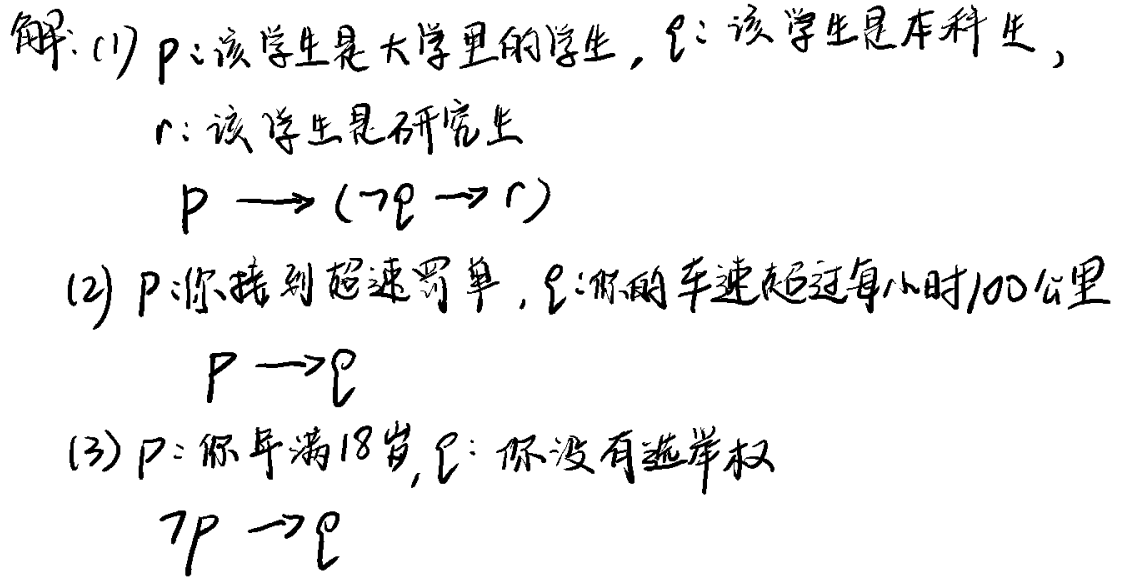 解:(1) p:该学生是大学里的学生，q:该学生是本科生，
r:该学生是研究生
p → (¬q → r)
(2) p:你接到超速罚单，q:你的车速超过每小时100公里
p → q
(3) p:你年满18岁,q:你没有选举权
¬p → q